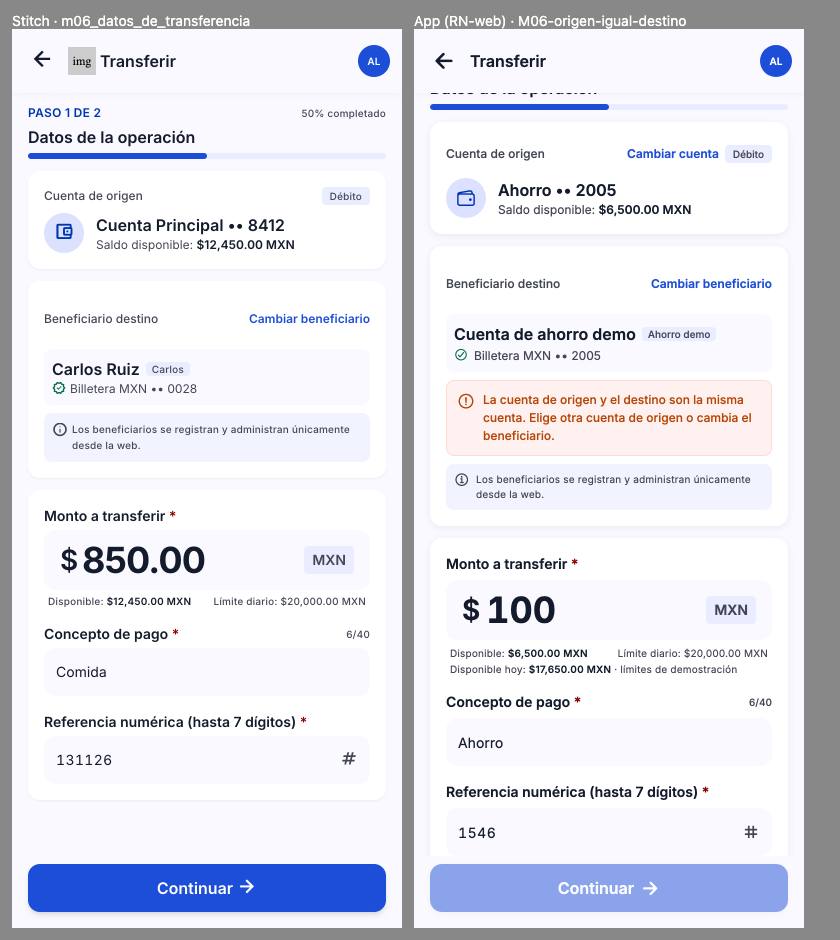 Stitch · m06_datos_de_transferencia
img Transferir
AL
PASO 1 DE 2
50% completado
Datos de la operación
Cuenta de origen
Débito
Cuenta Principal •• 8412
Saldo disponible: $12,450.00 MXN
Beneficiario destino
Cambiar beneficiario
Carlos Ruiz Carlos
Billetera MXN •• 0028
Los beneficiarios se registran y administran únicamente
desde la web.
Monto a transferir *
$ 850.00 MXN
Disponible: $12,450.00 MXN
Límite diario: $20,000.00 MXN
Concepto de pago *
6/40
Comida
Referencia numérica (hasta 7 dígitos) *
131126 #
Continuar →
App (RN-web) · M06-origen-igual-destino
Transferir
AL
Datos de la operación
Cuenta de origen
Cambiar cuenta Débito
Ahorro •• 2005
Saldo disponible: $6,500.00 MXN
Beneficiario destino
Cambiar beneficiario
Cuenta de ahorro demo Ahorro demo
Billetera MXN •• 2005
La cuenta de origen y el destino son la misma
cuenta. Elige otra cuenta de origen o cambia el
beneficiario.
Los beneficiarios se registran y administran únicamente
desde la web.
Monto a transferir *
$ 100 MXN
Disponible: $6,500.00 MXN
Límite diario: $20,000.00 MXN
Disponible hoy: $17,650.00 MXN · límites de demostración
Concepto de pago *
6/40
Ahorro
Referencia numérica (hasta 7 dígitos) *
1546 #
Continuar →